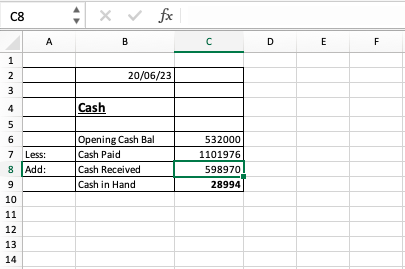 C8 fx
A B C D E F
1
2 20/06/23
3
4 Cash
5
6 Opening Cash Bal 532000
7 Less: Cash Paid 1101976
8 Add: Cash Received 598970
9 Cash in Hand 28994
10
11
12
13
14